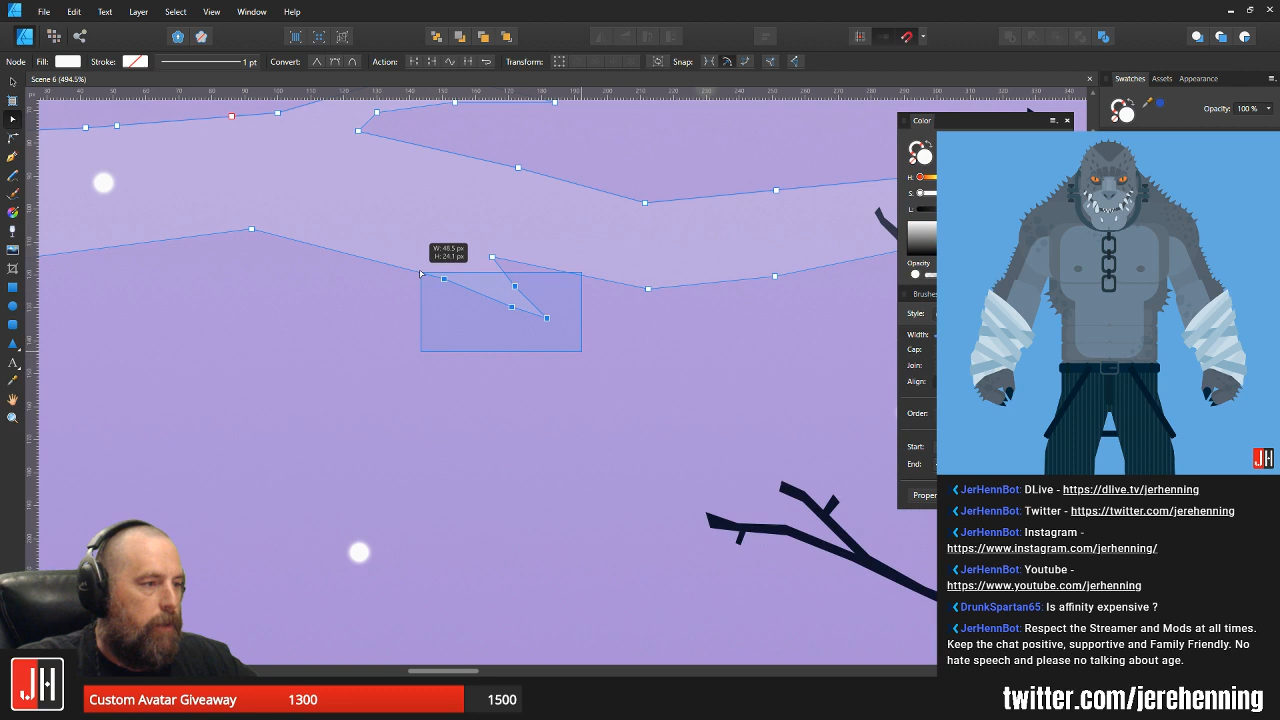 File Edit Text Layer Select View Window Help
Node Fill: Stroke: 1 pt Convert: Action: Transform: Snap:
Scene 6 (494.5%)
Swatches Assets Appearance
Opacity: 100 %
Color
H:
S:
L:
Opacity
Brushes
Style:
Width:
Cap:
Join:
Align:
Order:
Start:
End:
Proper
W: 48.5 px
H: 24.1 px
JH
JerHennBot: DLive - https://dlive.tv/jerhenning
JerHennBot: Twitter - https://twitter.com/jerehenning
JerHennBot: Instagram -
https://www.instagram.com/jerhenning/
JerHennBot: Youtube -
https://www.youtube.com/jerhenning
DrunkSpartan65: Is affinity expensive ?
JerHennBot: Respect the Streamer and Mods at all times.
Keep the chat positive, supportive and Family Friendly. No
hate speech and please no talking about age.
JH
Custom Avatar Giveaway 1300 1500
twitter.com/jerehenning